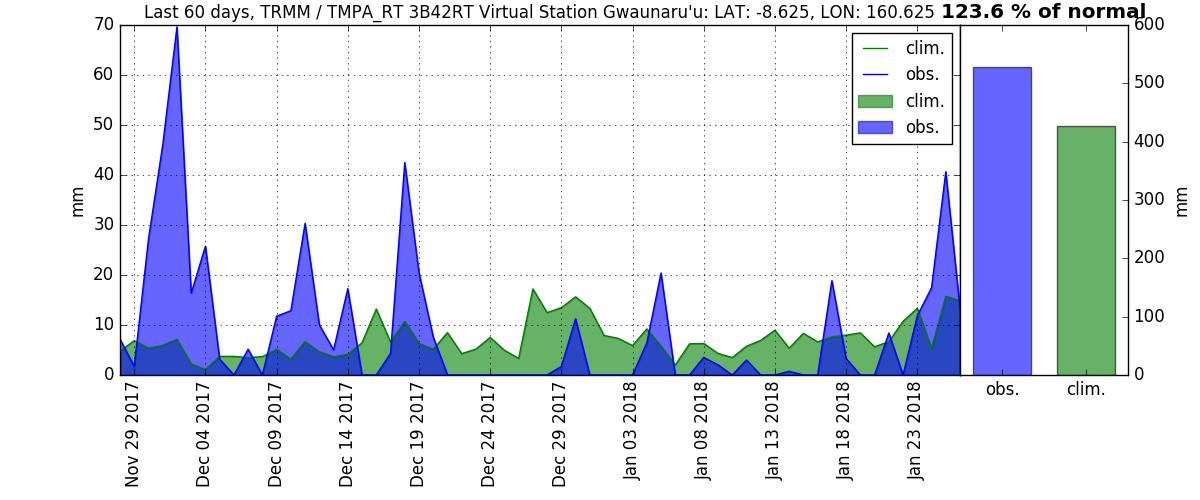 Last 60 days, TRMM / TMPA_RT 3B42RT Virtual Station Gwaunaru'u: LAT: -8.625, LON: 160.625 123.6 % of normal
70
60
50
40
30
20
10
0
mm
clim.
obs.
clim.
obs.
600
500
400
300
200
100
0
mm
obs.
clim.
Nov 29 2017
Dec 04 2017
Dec 09 2017
Dec 14 2017
Dec 19 2017
Dec 24 2017
Dec 29 2017
Jan 03 2018
Jan 08 2018
Jan 13 2018
Jan 18 2018
Jan 23 2018